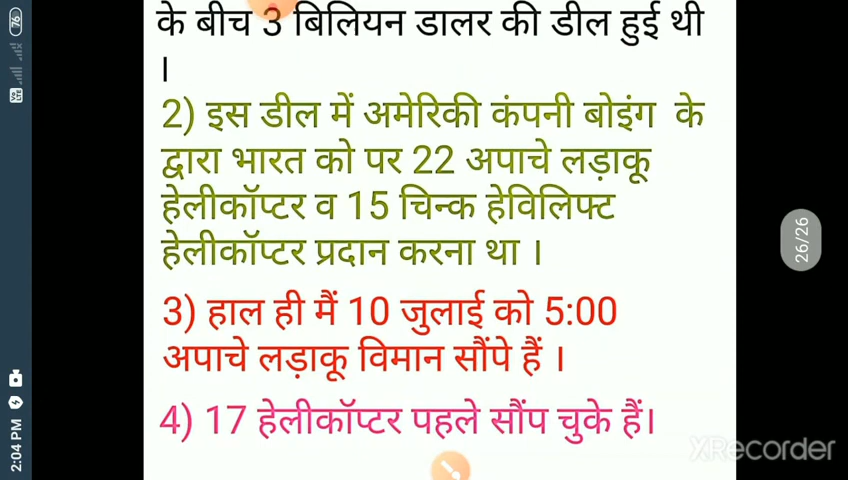 के बीच 3 बिलियन डालर की डील हुई थी
।
2) इस डील में अमेरिकी कंपनी बोइंग के
द्वारा भारत को पर 22 अपाचे लड़ाकू
हेलीकॉप्टर व 15 चिन्क हेविलिफ्ट
हेलीकॉप्टर प्रदान करना था ।
3) हाल ही मैं 10 जुलाई को 5:00
अपाचे लड़ाकू विमान सौंपे हैं ।
4) 17 हेलीकॉप्टर पहले सौंप चुके हैं।
26/26
2:04 PM
76
XRecorder